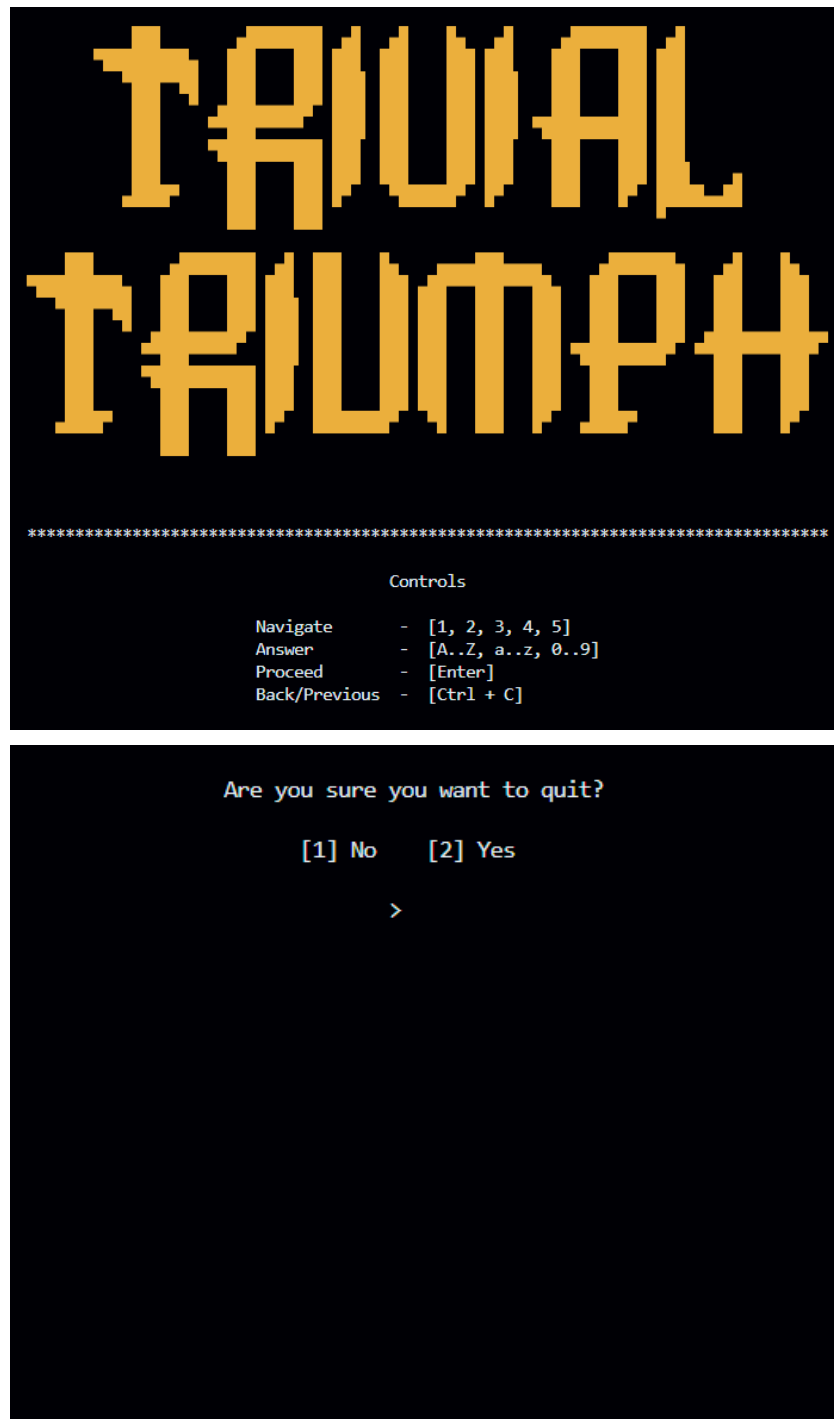 TRIVIAL
TRIUMPH
************************************************************************************
Controls
Navigate - [1, 2, 3, 4, 5]
Answer - [A..Z, a..z, 0..9]
Proceed - [Enter]
Back/Previous - [Ctrl + C]
Are you sure you want to quit?
[1] No [2] Yes
>